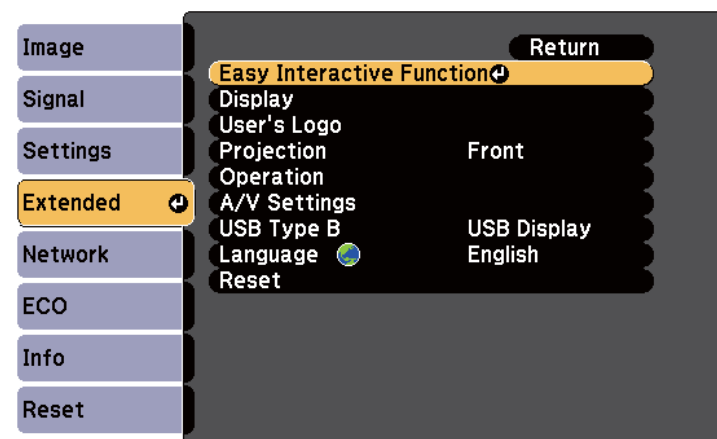 Image
Signal
Settings
Extended
Network
ECO
Info
Reset
Return
Easy Interactive Function
Display
User's Logo
Projection Front
Operation
A/V Settings
USB Type B USB Display
Language English
Reset